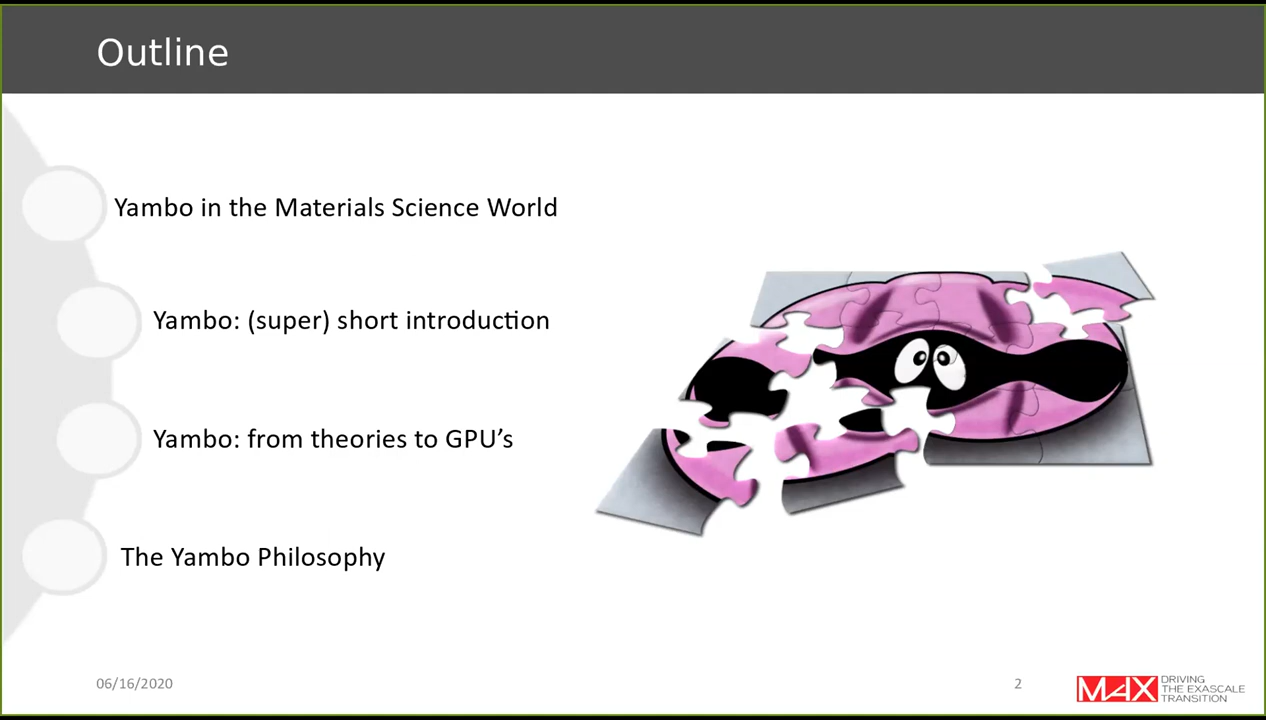 Outline
Yambo in the Materials Science World
Yambo: (super) short introduction
Yambo: from theories to GPU’s
The Yambo Philosophy
06/16/2020
2
MAX
DRIVING
THE EXASCALE
TRANSITION